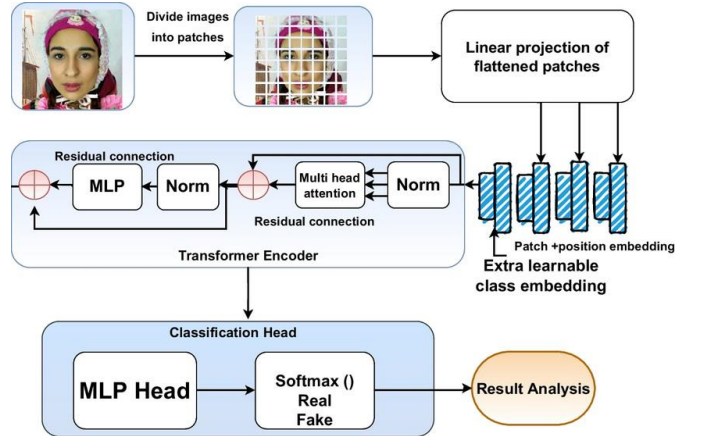 Divide images
into patches
Linear projection of
flattened patches
Residual connection
MLP
Norm
Multi head
attention
Norm
Residual connection
Transformer Encoder
Patch +position embedding
Extra learnable
class embedding
Classification Head
MLP Head
Softmax ()
Real
Fake
Result Analysis